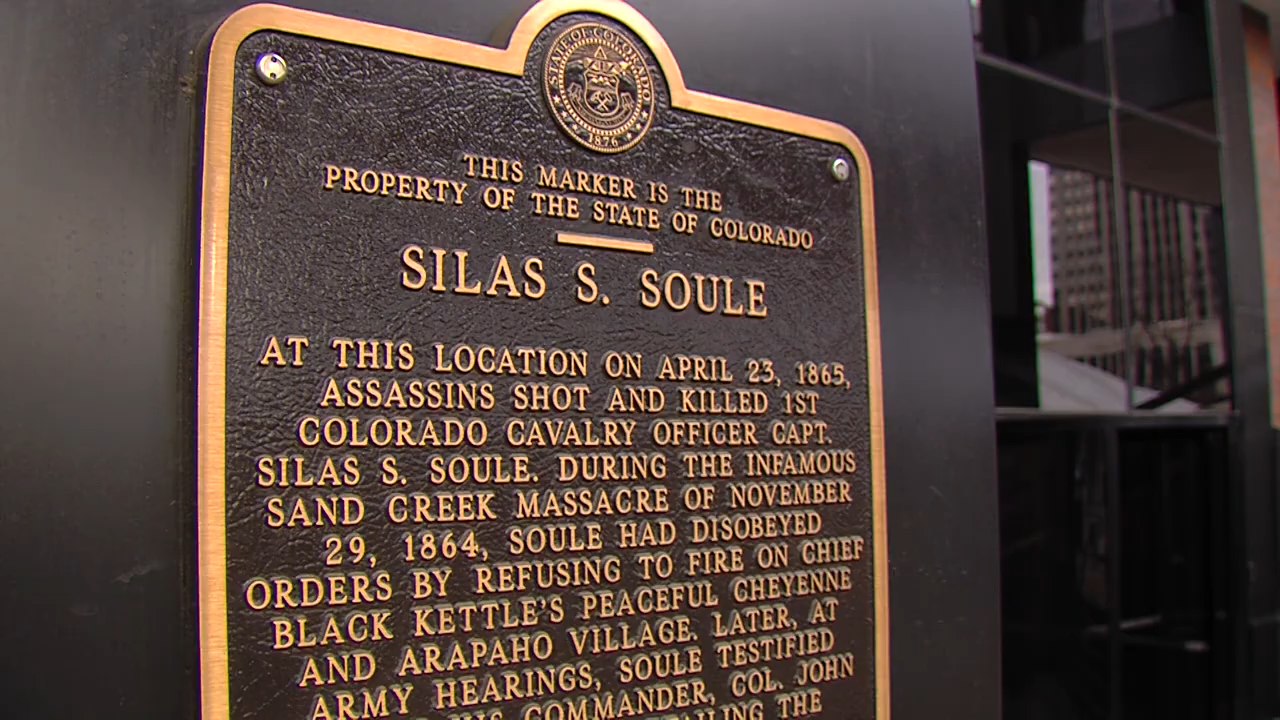 STATE OF COLORADO
1876
THIS MARKER IS THE
PROPERTY OF THE STATE OF COLORADO
SILAS S. SOULE
AT THIS LOCATION ON APRIL 23, 1865,
ASSASSINS SHOT AND KILLED 1ST
COLORADO CAVALRY OFFICER CAPT.
SILAS S. SOULE. DURING THE INFAMOUS
SAND CREEK MASSACRE OF NOVEMBER
29, 1864, SOULE HAD DISOBEYED
ORDERS BY REFUSING TO FIRE ON CHIEF
BLACK KETTLE'S PEACEFUL CHEYENNE
AND ARAPAHO VILLAGE. LATER, AT
ARMY HEARINGS, SOULE TESTIFIED
COMMANDER, COL. JOHN
THE